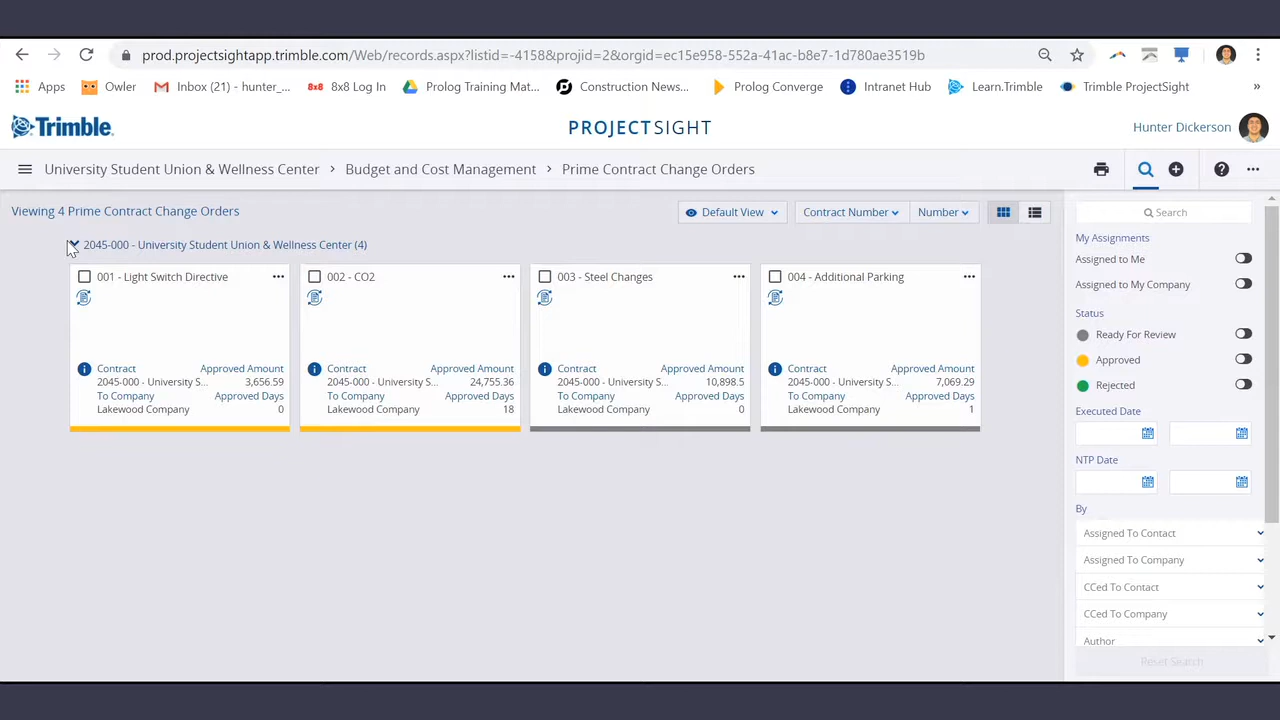 prod.projectsightapp.trimble.com/Web/records.aspx?listid=-4158&projid=2&orgid=ec15e958-552a-41ac-b8e7-1d780ae3519b
Apps Owler Inbox (21) - hunter_... 8x8 8x8 Log In Prolog Training Mat... Construction News... Prolog Converge Intranet Hub Learn.Trimble Trimble ProjectSight »
Trimble. PROJECTSIGHT Hunter Dickerson
University Student Union & Wellness Center > Budget and Cost Management > Prime Contract Change Orders
Viewing 4 Prime Contract Change Orders Default View Contract Number Number
2045-000 - University Student Union & Wellness Center (4)
001 - Light Switch Directive
Contract Approved Amount
2045-000 - University S... 3,656.59
To Company Approved Days
Lakewood Company 0
002 - CO2
Contract Approved Amount
2045-000 - University S... 24,755.36
To Company Approved Days
Lakewood Company 18
003 - Steel Changes
Contract Approved Amount
2045-000 - University S... 10,898.5
To Company Approved Days
Lakewood Company 0
004 - Additional Parking
Contract Approved Amount
2045-000 - University S... 7,069.29
To Company Approved Days
Lakewood Company 1
Search
My Assignments
Assigned to Me
Assigned to My Company
Status
Ready For Review
Approved
Rejected
Executed Date
NTP Date
By
Assigned To Contact
Assigned To Company
CCed To Contact
CCed To Company
Author
Reset Search